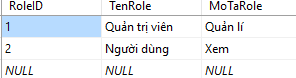 RoleID TenRole MoTaRole
1 Quản trị viên Quản lí
2 Người dùng Xem
NULL NULL NULL